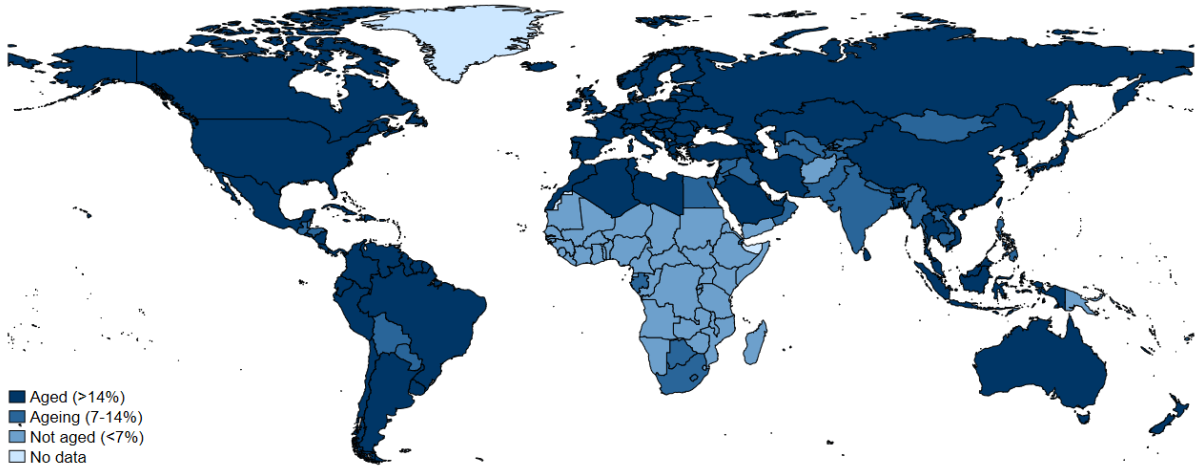 Aged (>14%)
Ageing (7-14%)
Not aged (<7%)
No data